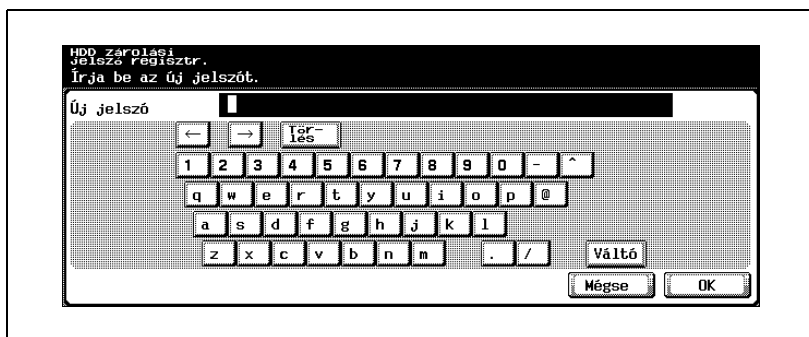 HDD zárolási
jelszó regisztr.
Írja be az új jelszót.
Új jelszó
← → Tör-
lés
1 2 3 4 5 6 7 8 9 0 - ^
q w e r t y u i o p @
a s d f g h j k l
z x c v b n m . / Váltó
Mégse OK